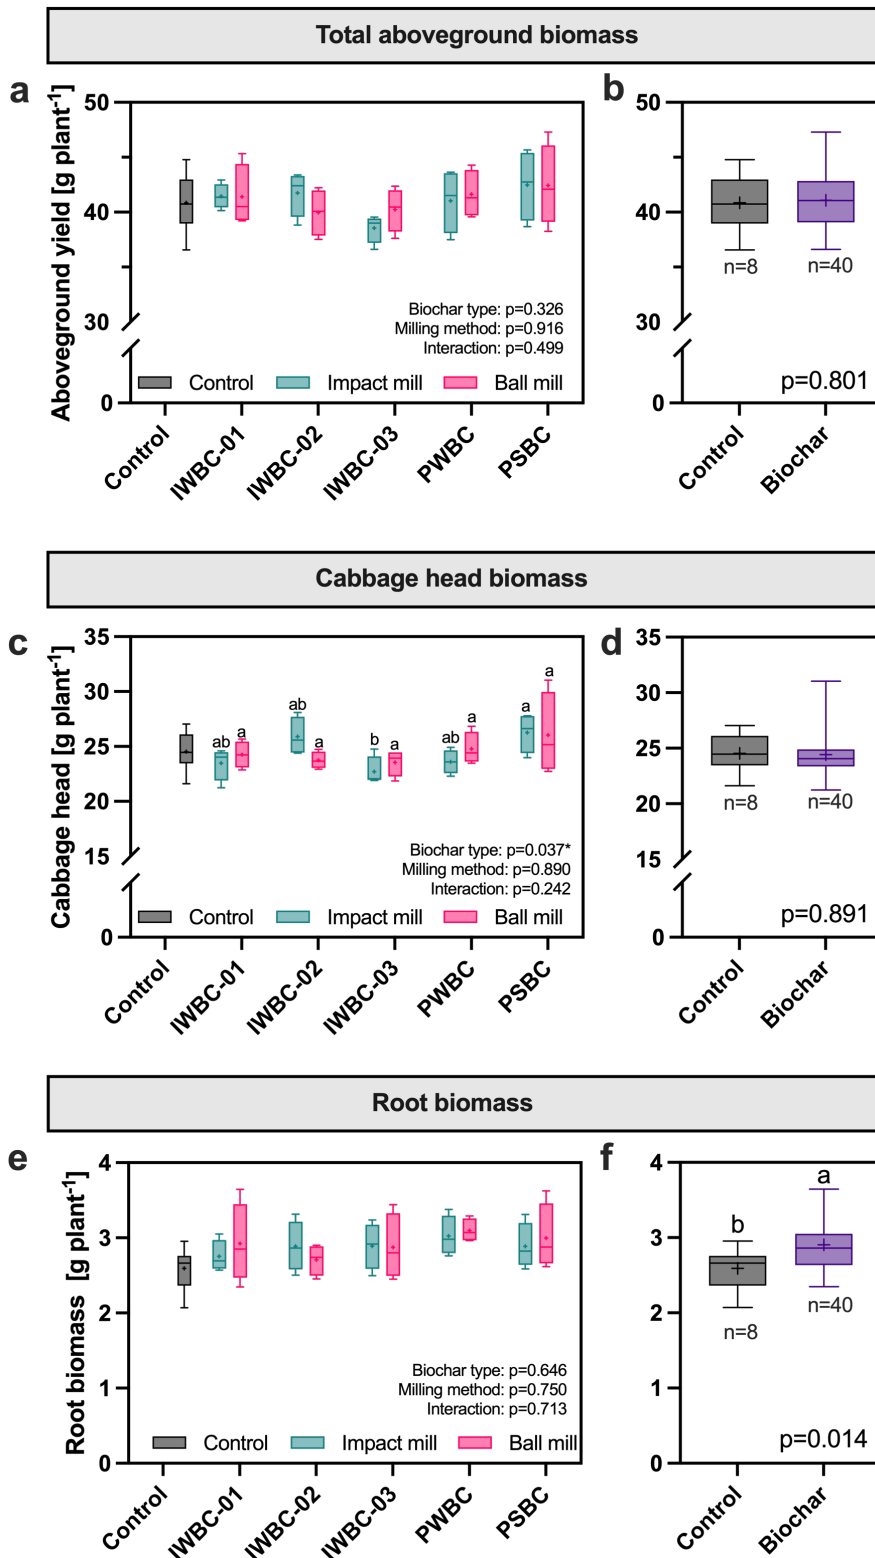 Total aboveground biomass
a
b
Aboveground yield [g plant⁻¹]
50
40
30
0
Biochar type: p=0.326
Milling method: p=0.916
Interaction: p=0.499
Control Impact mill Ball mill
Control
IWBC-01
IWBC-02
IWBC-03
PWBC
PSBC
50
40
30
0
n=8
n=40
p=0.801
Control
Biochar
Cabbage head biomass
c
d
Cabbage head [g plant⁻¹]
35
30
25
20
15
0
ab
a
ab
a
b
a
ab
a
a
a
Biochar type: p=0.037*
Milling method: p=0.890
Interaction: p=0.242
Control Impact mill Ball mill
Control
IWBC-01
IWBC-02
IWBC-03
PWBC
PSBC
35
30
25
20
15
0
n=8
n=40
p=0.891
Control
Biochar
Root biomass
e
f
Root biomass [g plant⁻¹]
4
3
2
1
0
Biochar type: p=0.646
Milling method: p=0.750
Interaction: p=0.713
Control Impact mill Ball mill
Control
IWBC-01
IWBC-02
IWBC-03
PWBC
PSBC
4
3
2
1
0
b
a
n=8
n=40
p=0.014
Control
Biochar